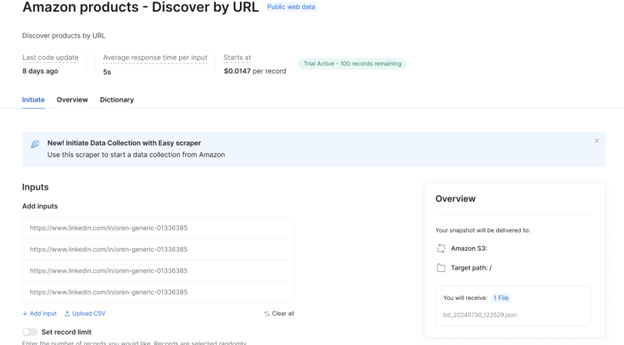 Amazon products - Discover by URL Public web data
Discover products by URL
Last code update Average response time per input Starts at
8 days ago 5s $0.0147 per record Trial Active - 100 records remaining
Initiate Overview Dictionary
New! Initiate Data Collection with Easy scraper
Use this scraper to start a data collection from Amazon
Inputs
Add inputs
https://www.linkedin.com/in/oren-generic-01336385
https://www.linkedin.com/in/oren-generic-01336385
https://www.linkedin.com/in/oren-generic-01336385
https://www.linkedin.com/in/oren-generic-01336385
+ Add input Upload CSV Clear all
Set record limit
Enter the number of records you would like. Records are selected randomly
Overview
Your snapshot will be delivered to:
Amazon S3:
Target path: /
You will receive: 1 File
bd_20240730_122529.json